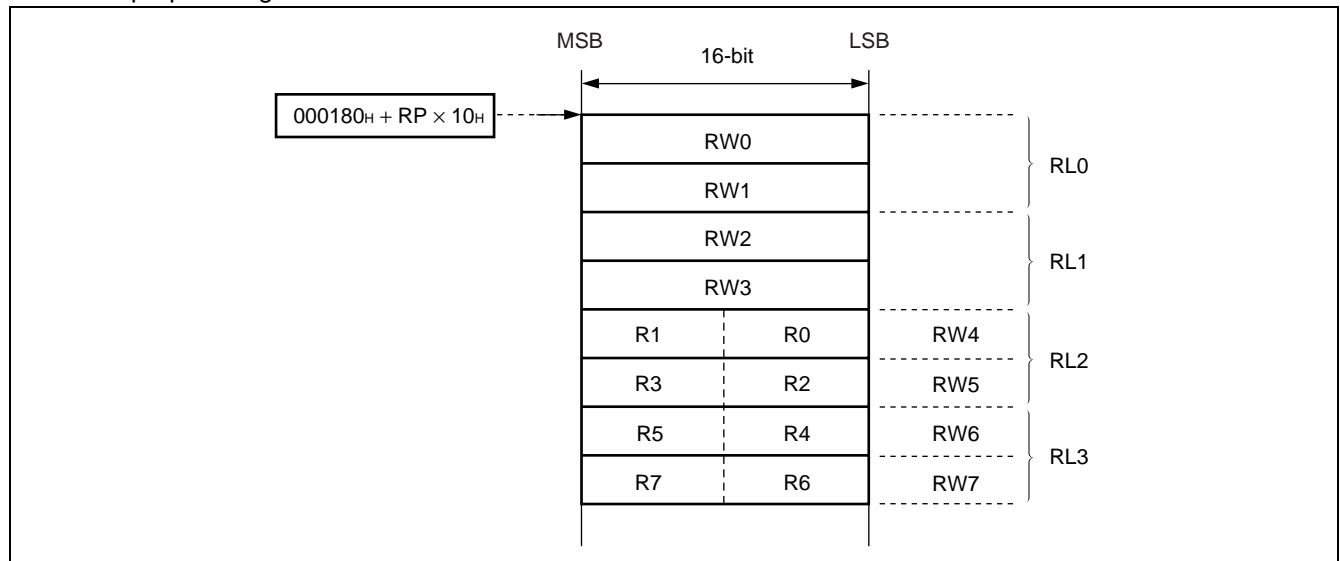 MSB LSB
16-bit
000180H + RP × 10H
RW0
RL0
RW1
RW2
RL1
RW3
R1 R0 RW4
RL2
R3 R2 RW5
R5 R4 RW6
RL3
R7 R6 RW7